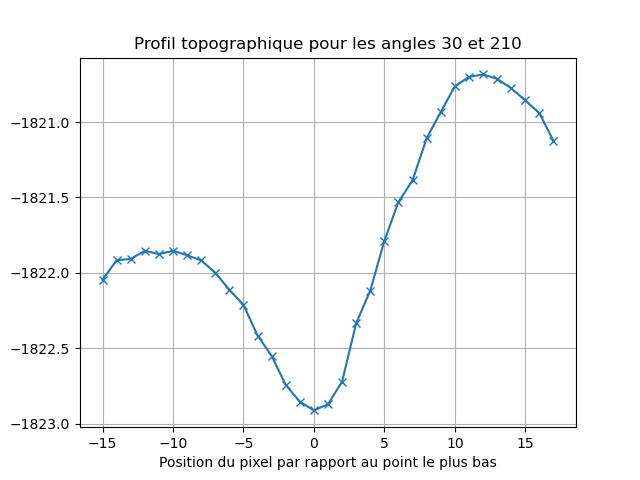 Profil topographique pour les angles 30 et 210
−1821.0
−1821.5
−1822.0
−1822.5
−1823.0
−15 −10 −5 0 5 10 15
Position du pixel par rapport au point le plus bas